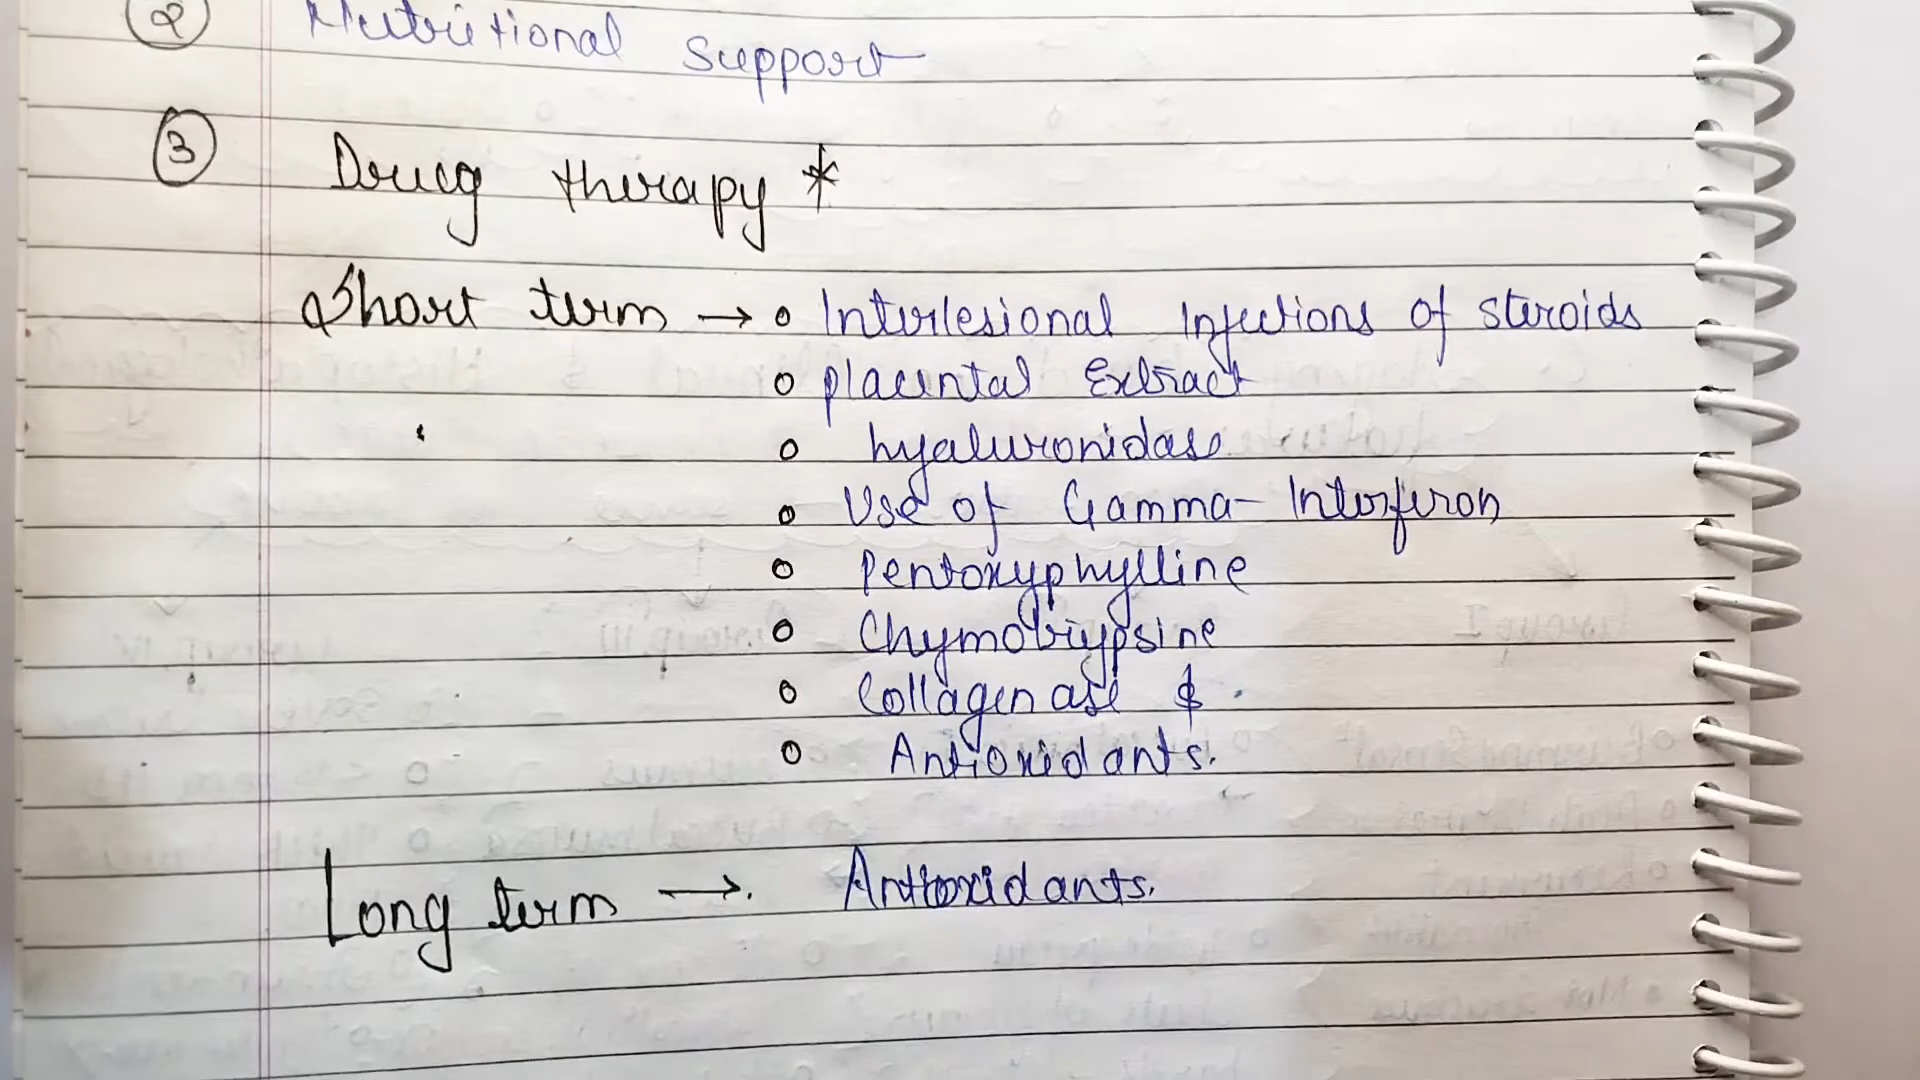 ② Nutritional Support
③ Drug therapy *
Short term → o Interlesional Injections of steroids
o placental Extract
o hyaluronidase
o Use of Gamma-Interferon
o Pentoxyphylline
o Chymotrypsine
o Collagenase &
o Antioxidants.
Long term → Antioxidants.